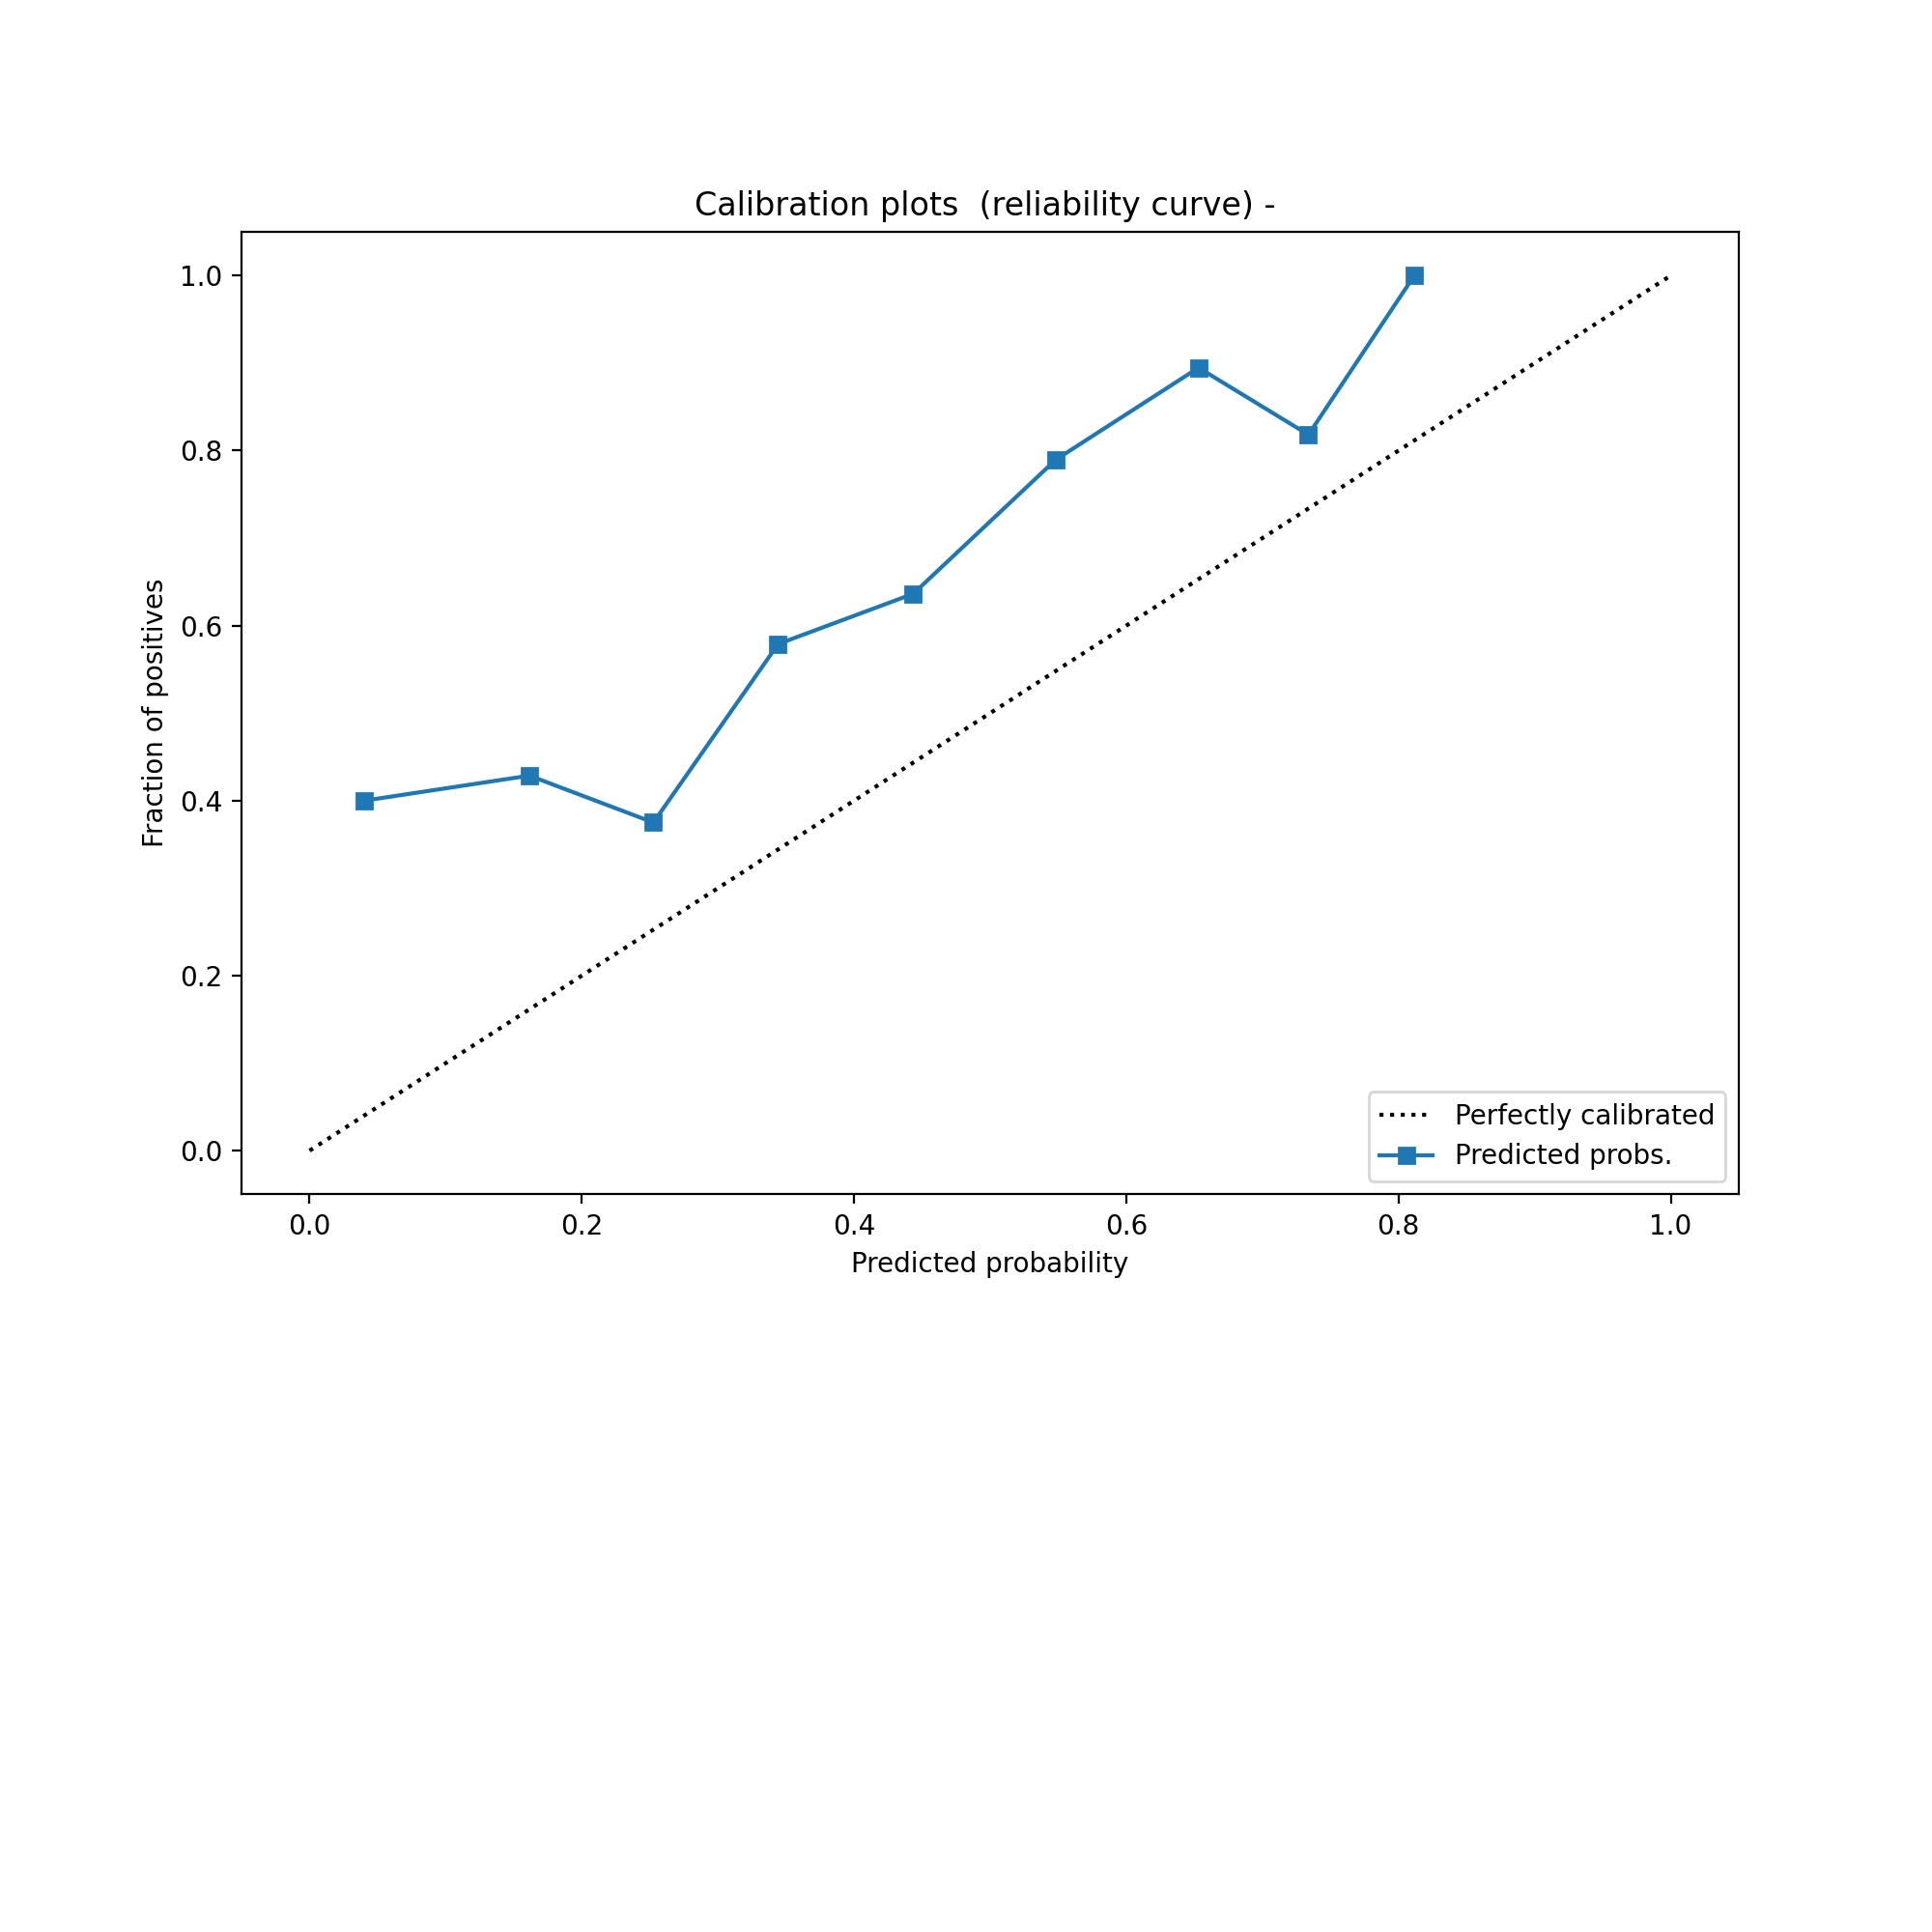 Calibration plots  (reliability curve) -
1.0
0.8
0.6
0.4
0.2
0.0
Fraction of positives
0.0 0.2 0.4 0.6 0.8 1.0
Predicted probability
Perfectly calibrated
Predicted probs.